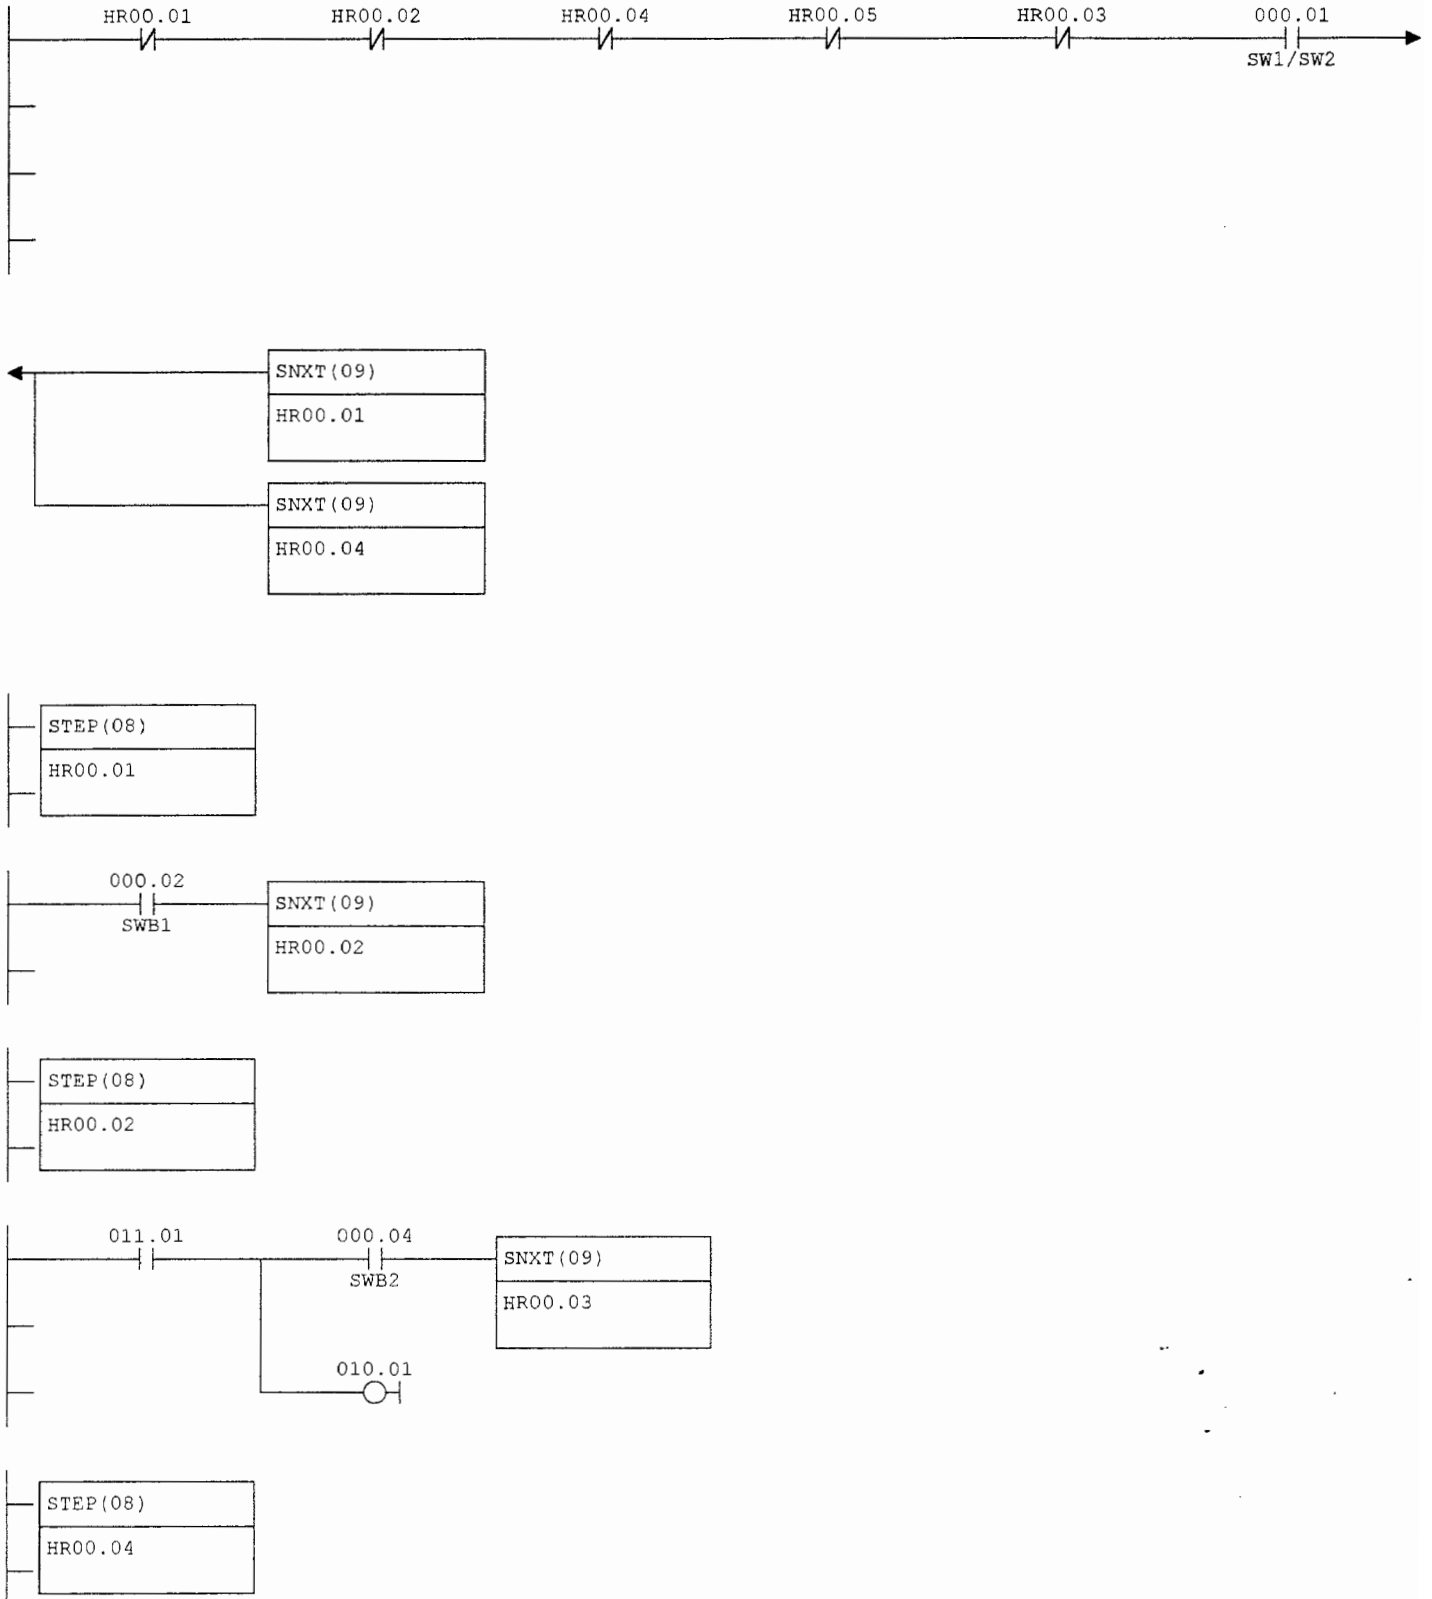 HR00.01 HR00.02 HR00.04 HR00.05 HR00.03 000.01
SW1/SW2
SNXT(09)
HR00.01
SNXT(09)
HR00.04
STEP(08)
HR00.01
000.02
SNXT(09)
SWB1
HR00.02
STEP(08)
HR00.02
011.01 000.04
SNXT(09)
SWB2
HR00.03
010.01
STEP(08)
HR00.04